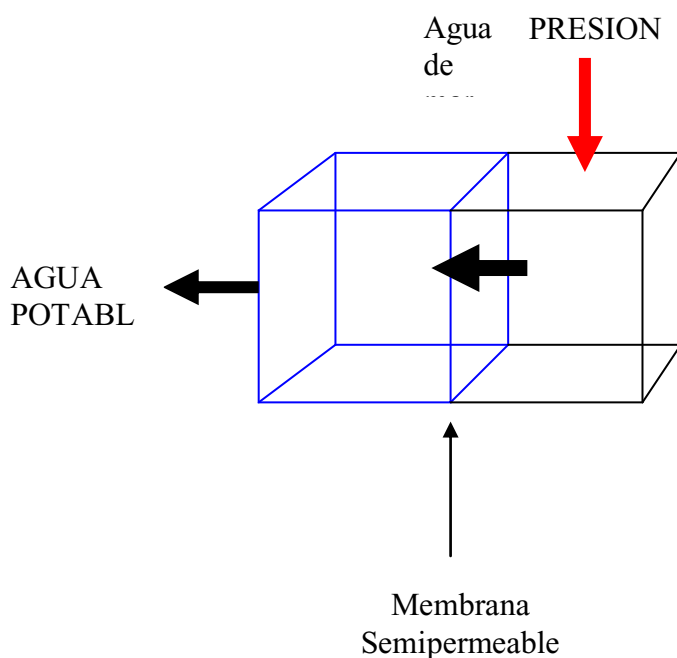 Agua
de
PRESION
AGUA
POTABL
Membrana
Semipermeable